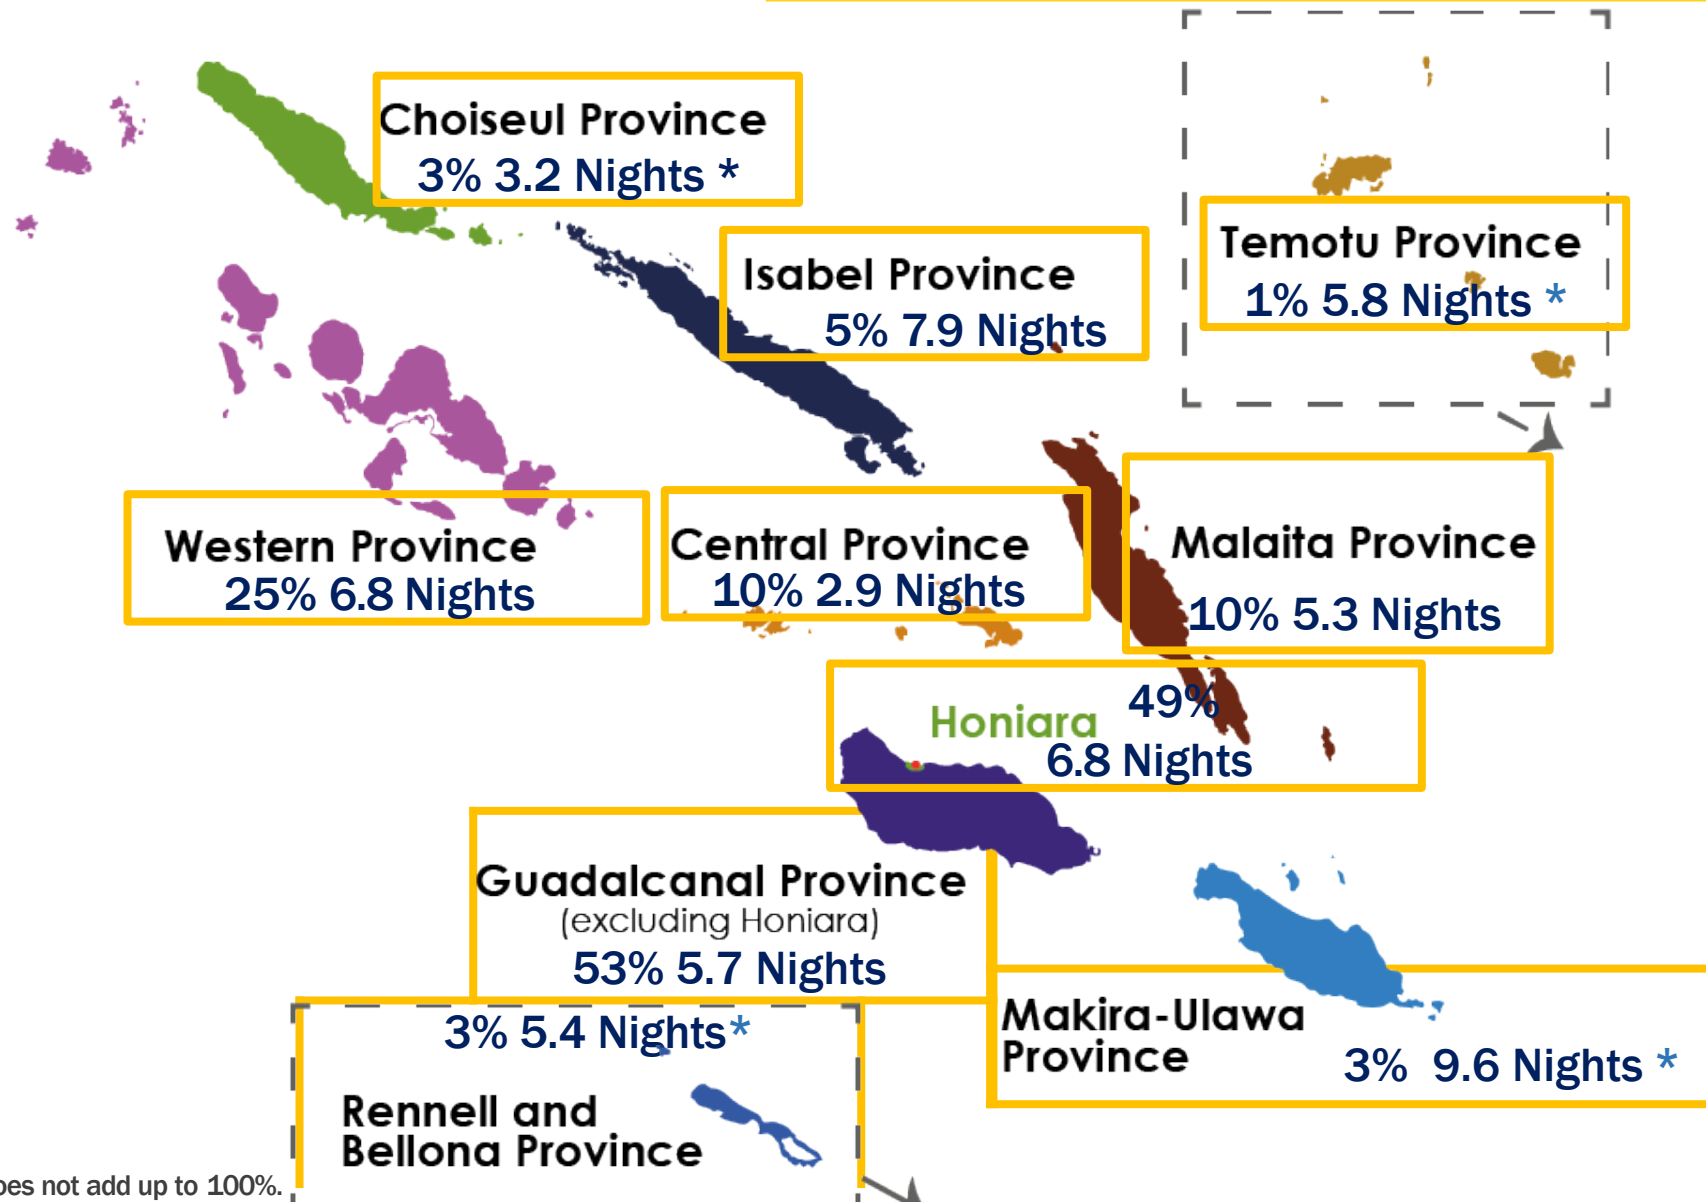 Choiseul Province
3% 3.2 Nights *
Temotu Province
1% 5.8 Nights *
Isabel Province
5% 7.9 Nights
Western Province
25% 6.8 Nights
Central Province
10% 2.9 Nights
Malaita Province
10% 5.3 Nights
Honiara 49%
6.8 Nights
Guadalcanal Province
(excluding Honiara)
53% 5.7 Nights
Makira-Ulawa
Province
3% 9.6 Nights *
3% 5.4 Nights*
Rennell and
Bellona Province
not add up to 100%.